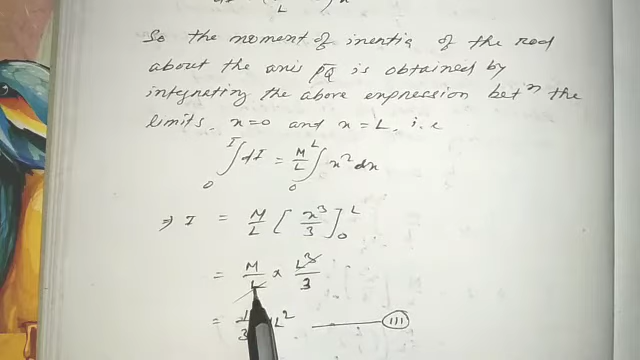 So the moment of inertia of the rod
about the axis PQ is obtained by
integrating the above expression betⁿ the
limits, x=0 and x=L, i.e
∫₀ᴵ dI = M/L ∫₀ᴸ x² dx
⇒ I = M/L [x³/3]₀ᴸ
= M/L × L³/3
= 1/3 L² —— (III)